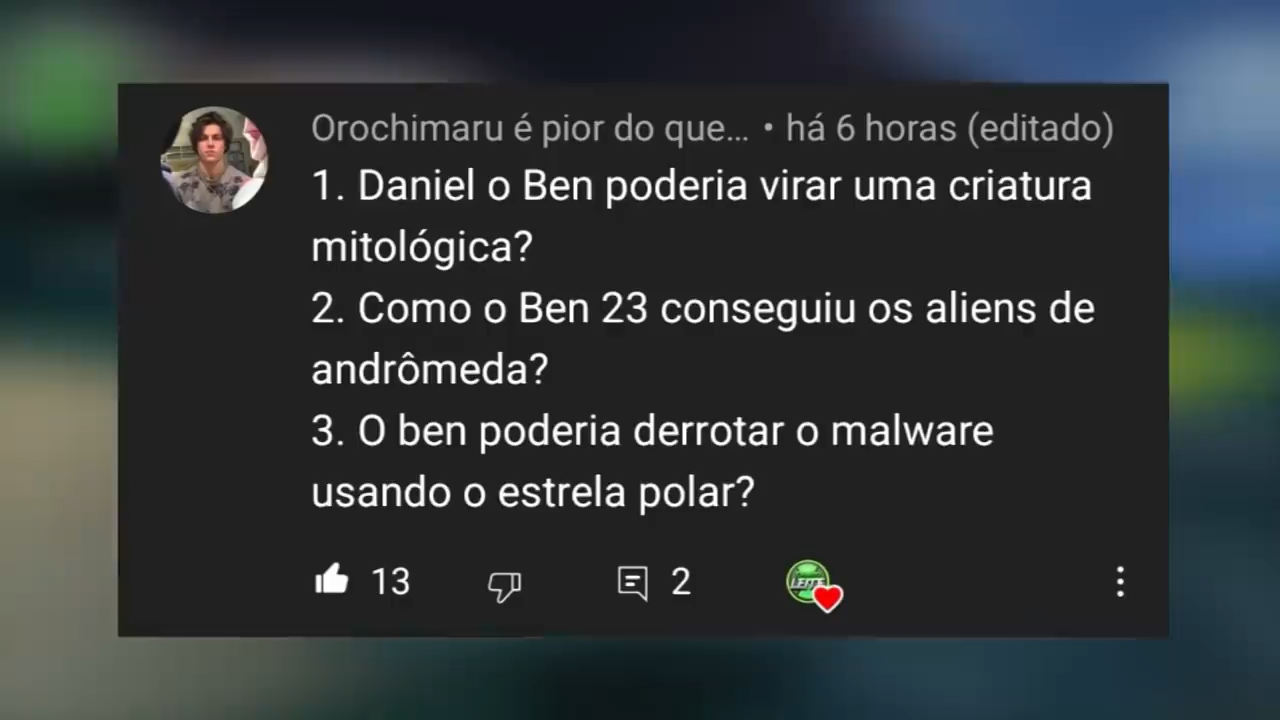 Orochimaru é pior do que... • há 6 horas (editado)
1. Daniel o Ben poderia virar uma criatura
mitológica?
2. Como o Ben 23 conseguiu os aliens de
andrômeda?
3. O ben poderia derrotar o malware
usando o estrela polar?
13 2